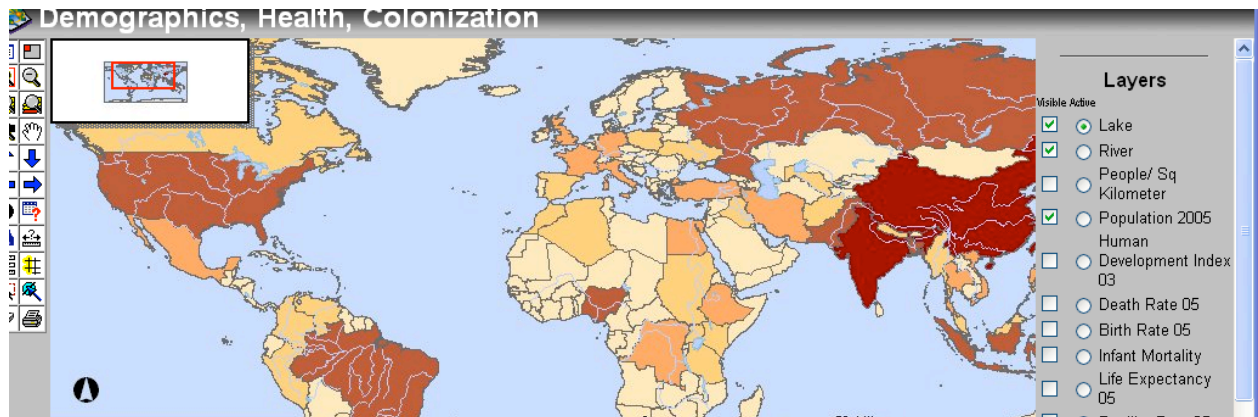 Demographics, Health, Colonization
Layers
Visible Active
Lake
River
People/ Sq
Kilometer
Population 2005
Human
Development Index
03
Death Rate 05
Birth Rate 05
Infant Mortality
Life Expectancy
05